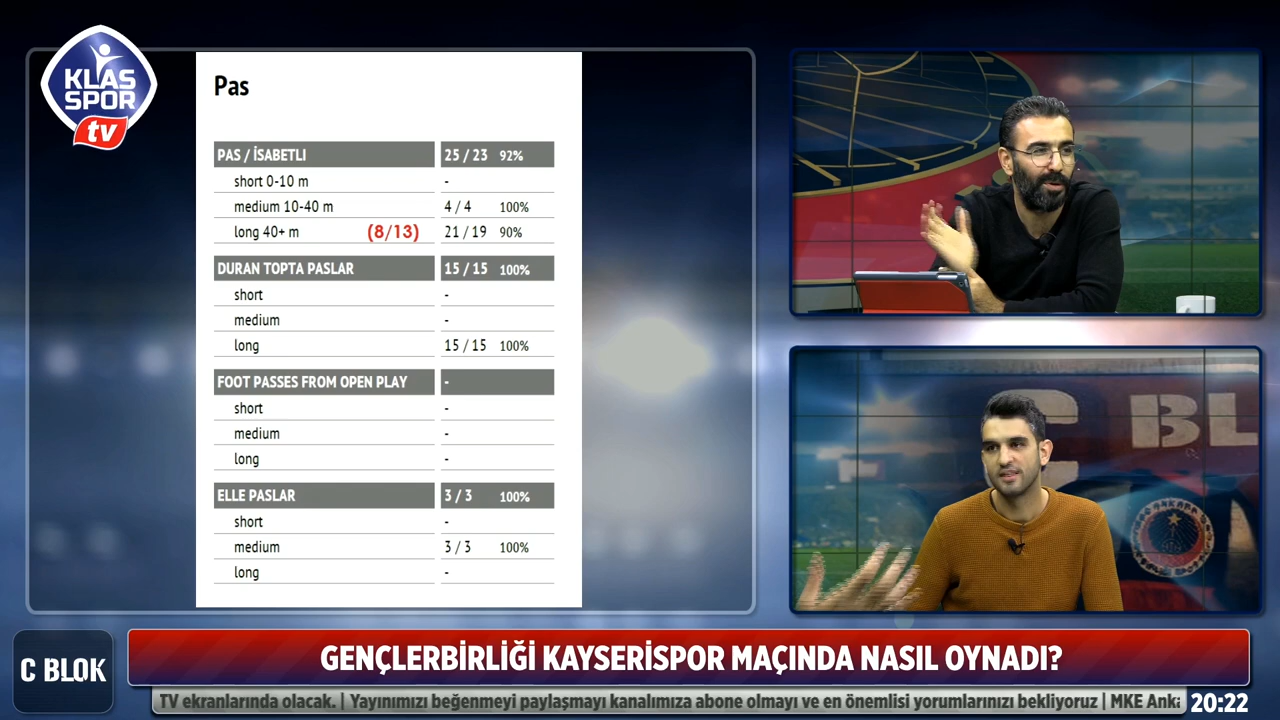 KLAS
SPOR
tv
Pas
PAS / İSABETLI 25 / 23 92%
short 0-10 m -
medium 10-40 m 4 / 4 100%
long 40+ m (8/13) 21 / 19 90%
DURAN TOPTA PASLAR 15 / 15 100%
short -
medium -
long 15 / 15 100%
FOOT PASSES FROM OPEN PLAY -
short -
medium -
long -
ELLE PASLAR 3 / 3 100%
short -
medium 3 / 3 100%
long -
C BL
C BLOK
GENÇLERBİRLİĞİ KAYSERİSPOR MAÇINDA NASIL OYNADI?
TV ekranlarında olacak. | Yayınımızı beğenmeyi paylaşmayı kanalımıza abone olmayı ve en önemlisi yorumlarınızı bekliyoruz | MKE Anka
20:22